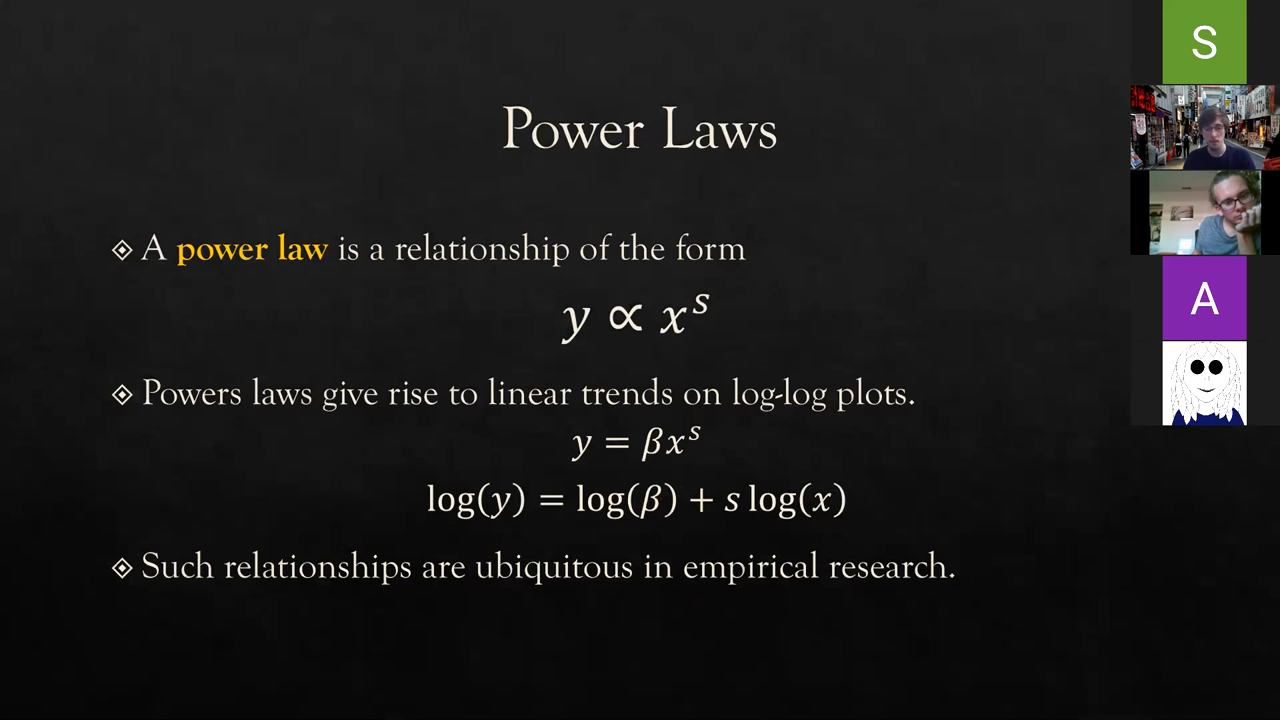 Power Laws
A power law is a relationship of the form
y ∝ x^s
Powers laws give rise to linear trends on log-log plots.
y = βx^s
log(y) = log(β) + s log(x)
Such relationships are ubiquitous in empirical research.
S
A